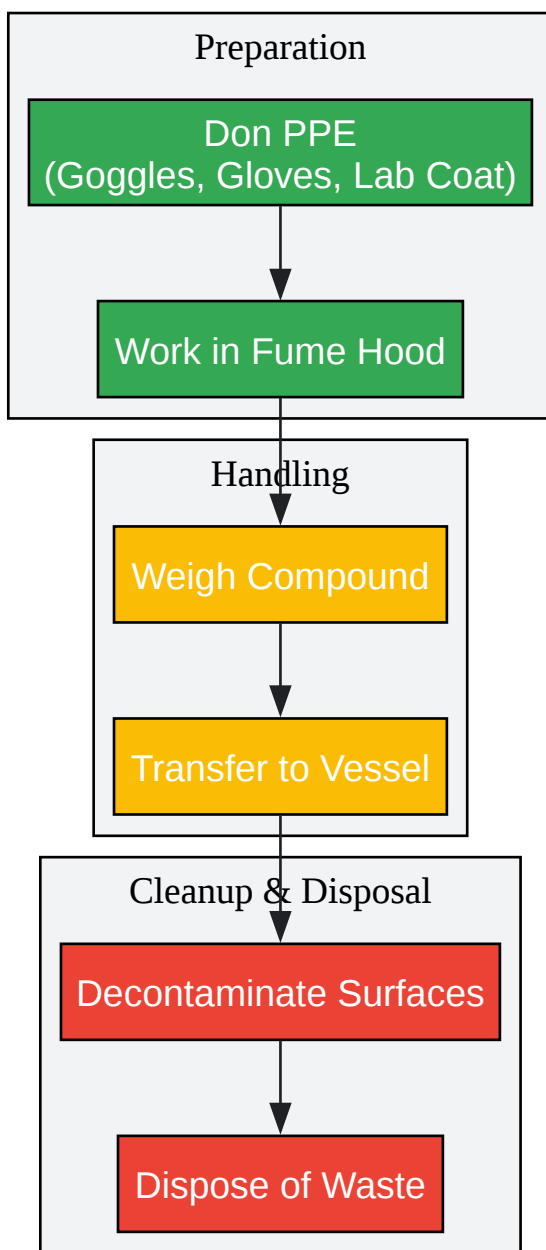 Preparation
Don PPE
(Goggles, Gloves, Lab Coat)
Work in Fume Hood
Handling
Weigh Compound
Transfer to Vessel
Cleanup & Disposal
Decontaminate Surfaces
Dispose of Waste